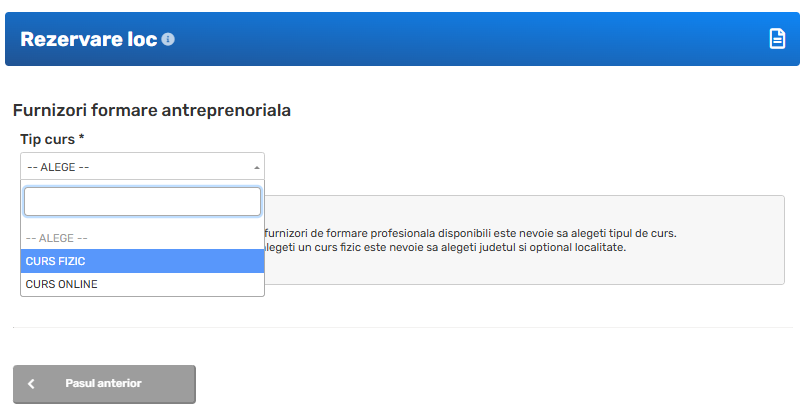 Rezervare loc
Furnizori formare antreprenoriala
Tip curs *
-- ALEGE --
-- ALEGE --
CURS FIZIC
CURS ONLINE
furnizori de formare profesionala disponibili este nevoie sa alegeti tipul de curs.
alegeti un curs fizic este nevoie sa alegeti judetul si optional localitate.
Pasul anterior